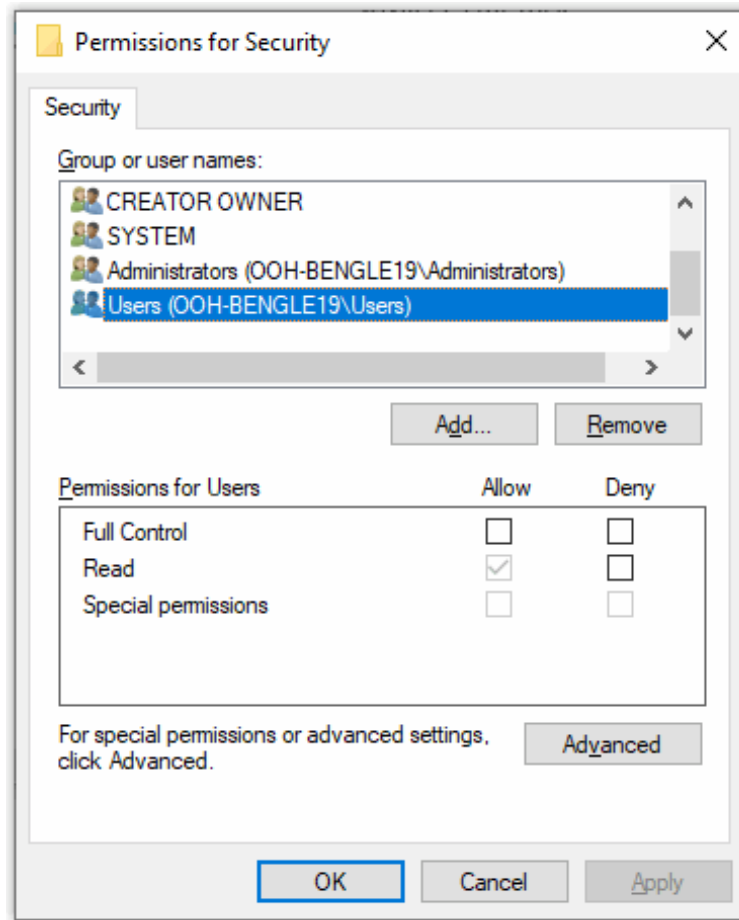 Permissions for Security
Security
Group or user names:
CREATOR OWNER
SYSTEM
Administrators (OOH-BENGLE19\Administrators)
Users (OOH-BENGLE19\Users)
Add...
Remove
Permissions for Users Allow Deny
Full Control
Read
Special permissions
For special permissions or advanced settings,
click Advanced.
Advanced
OK Cancel Apply